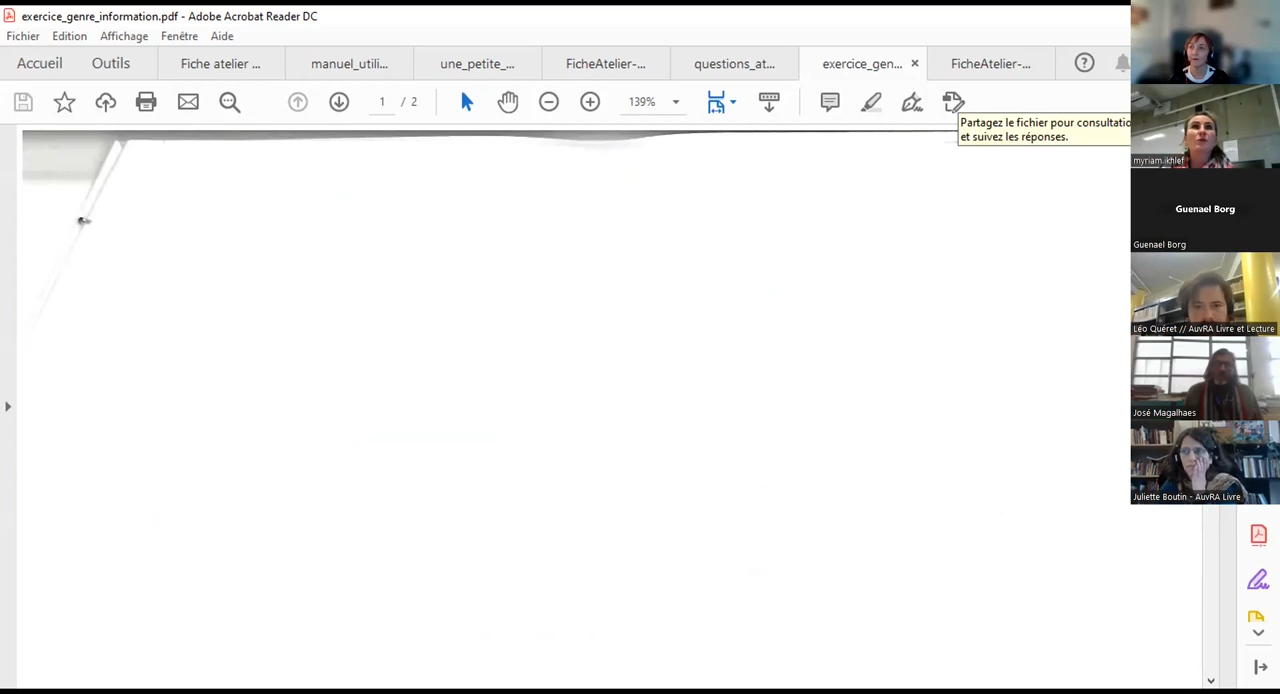 exercice_genre_information.pdf - Adobe Acrobat Reader DC
Fichier Edition Affichage Fenêtre Aide
Accueil Outils Fiche atelier ... manuel_utili... une_petite_... FicheAtelier-... questions_at... exercice_gen... × FicheAtelier-...
1 / 2 139%
Partagez le fichier pour consultatio
et suivez les réponses.
myriam.ikhlef
Guenael Borg
Guenael Borg
Léo Quéret // AuvRA Livre et Lecture
José Magalhaes
Juliette Boutin - AuvRA Livre